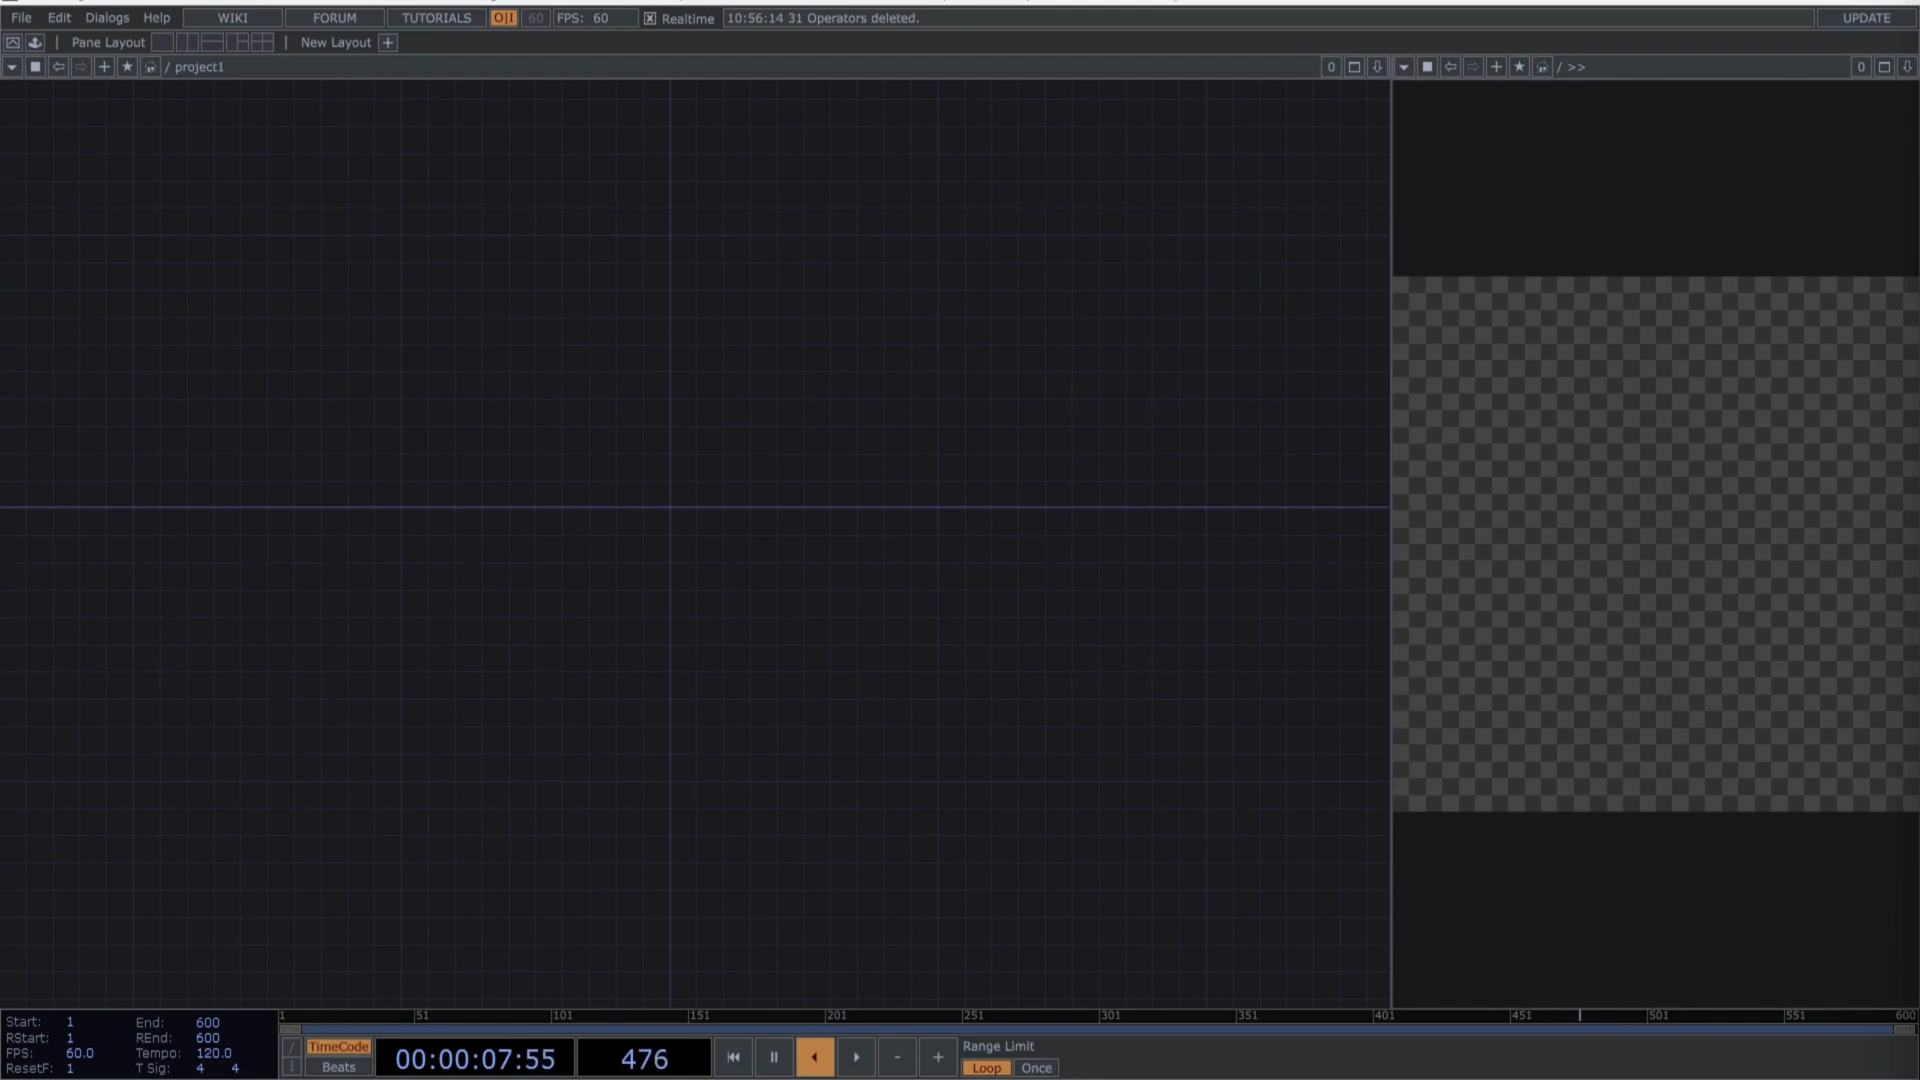 File Edit Dialogs Help WIKI FORUM TUTORIALS O|I 60 FPS: 60 Realtime 10:56:14 31 Operators deleted. UPDATE
Pane Layout New Layout +
/ project1 0 / >> 0
1 51 101 151 201 251 301 351 401 451 501 551 600
Start: 1 End: 600
RStart: 1 REnd: 600
FPS: 60.0 Tempo: 120.0
ResetF: 1 T Sig: 4 4
TimeCode
Beats
00:00:07:55 476
- +
Range Limit
Loop Once